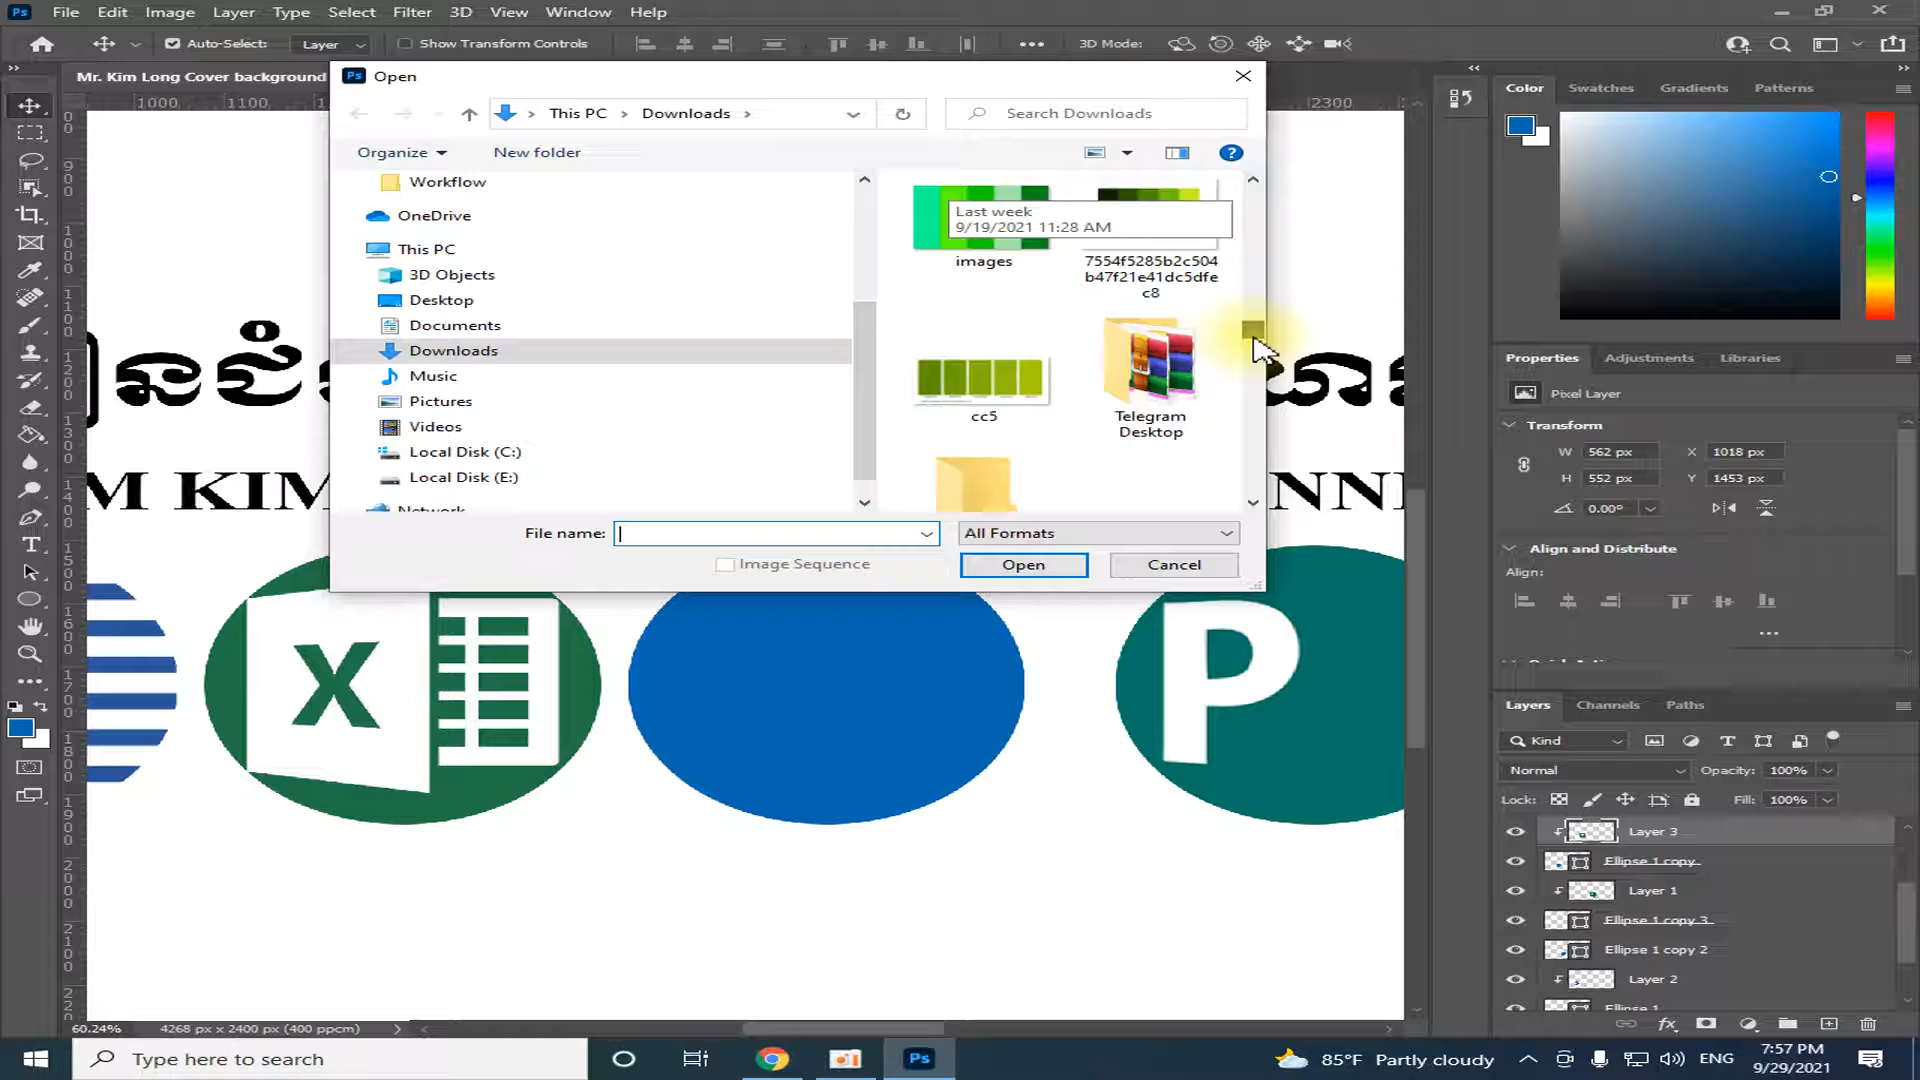 File Edit Image Layer Type Select Filter 3D View Window Help
Auto-Select: Layer Show Transform Controls 3D Mode:
Mr. Kim Long Cover background
Open
This PC Downloads
Search Downloads
Organize New folder
Workflow
OneDrive
This PC
3D Objects
Desktop
Documents
Downloads
Music
Pictures
Videos
Local Disk (C:)
Local Disk (E:)
Network
Last week
9/19/2021 11:28 AM
images
7554f5285b2c504
b47f21e41dc5dfe
c8
cc5
Telegram
Desktop
File name: All Formats
Image Sequence Open Cancel
1000 1100 2300
M KIM
NN
X
P
Color Swatches Gradients Patterns
Properties Adjustments Libraries
Pixel Layer
Transform
W 562 px X 1018 px
H 552 px Y 1453 px
0.00°
Align and Distribute
Align:
Layers Channels Paths
Kind
Normal Opacity: 100%
Lock: Fill: 100%
Layer 3
Ellipse 1 copy
Layer 1
Ellipse 1 copy 3
Ellipse 1 copy 2
Layer 2
Ellipse 1
60.24% 4268 px x 2400 px (400 ppcm)
Type here to search
Ps
85°F Partly cloudy ENG 7:57 PM
9/29/2021